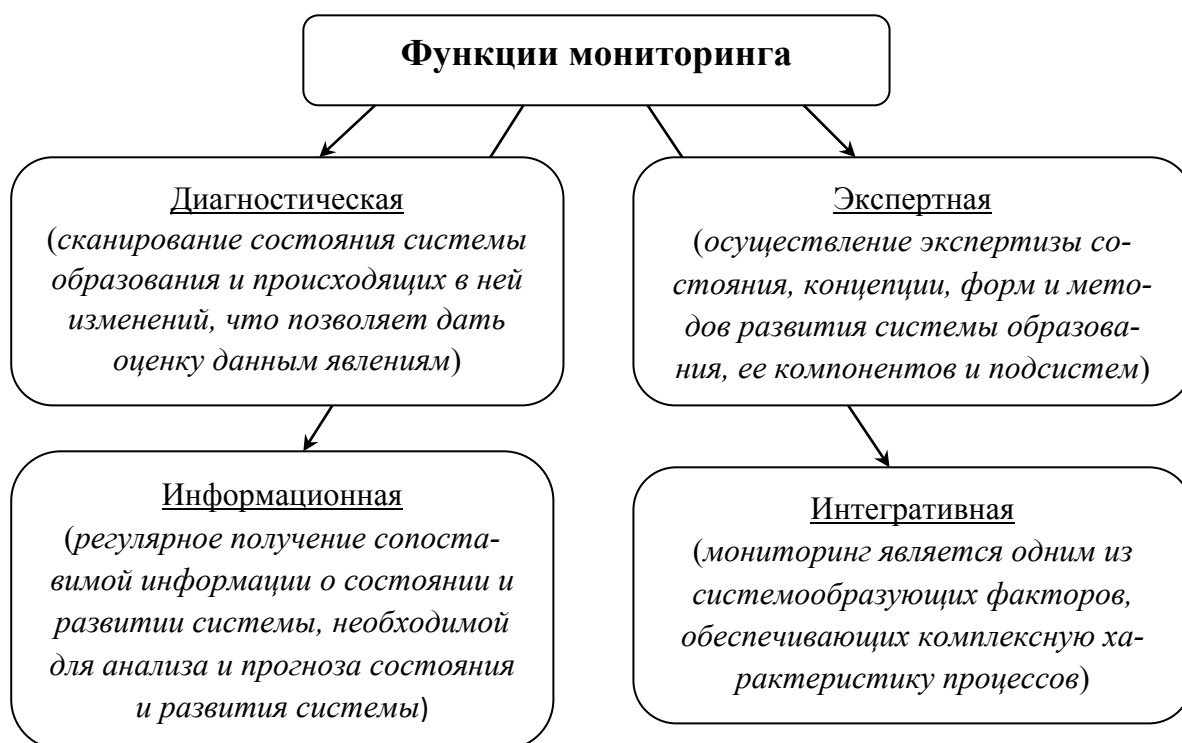 Функции мониторинга
Диагностическая
(сканирование состояния системы
образования и происходящих в ней
изменений, что позволяет дать
оценку данным явлениям)
Экспертная
(осуществление экспертизы со-
стояния, концепции, форм и мето-
дов развития системы образова-
ния, ее компонентов и подсистем)
Информационная
(регулярное получение сопоста-
вимой информации о состоянии и
развитии системы, необходимой
для анализа и прогноза состояния
и развития системы)
Интегративная
(мониторинг является одним из
системообразующих факторов,
обеспечивающих комплексную ха-
рактеристику процессов)